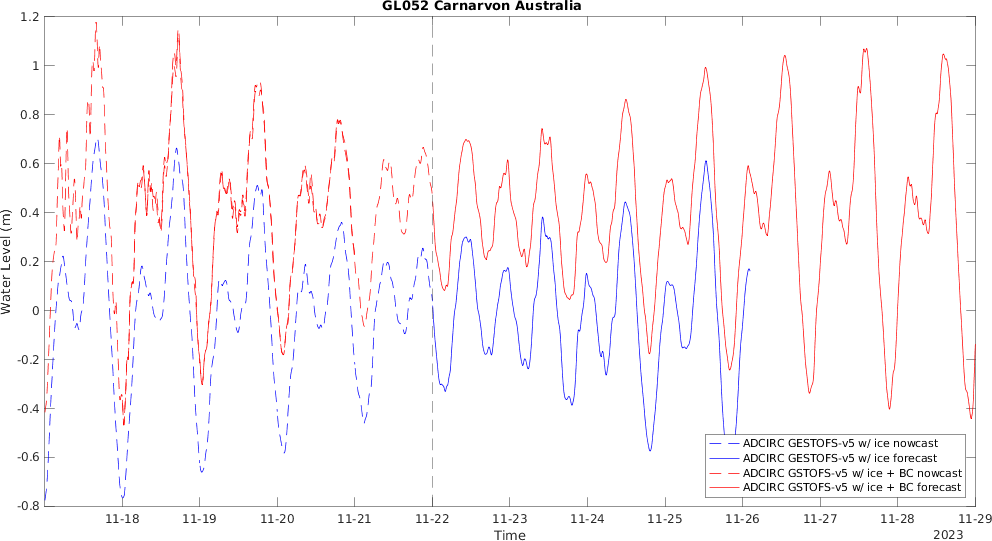 GL052 Carnarvon Australia
1.2
1
0.8
0.6
0.4
0.2
0
-0.2
-0.4
-0.6
-0.8
Water Level (m)
ADCIRC GESTOFS-v5 w/ ice nowcast
ADCIRC GESTOFS-v5 w/ ice forecast
ADCIRC GSTOFS-v5 w/ ice + BC nowcast
ADCIRC GSTOFS-v5 w/ ice + BC forecast
11-18 11-19 11-20 11-21 11-22 11-23 11-24 11-25 11-26 11-27 11-28 11-29
Time
2023